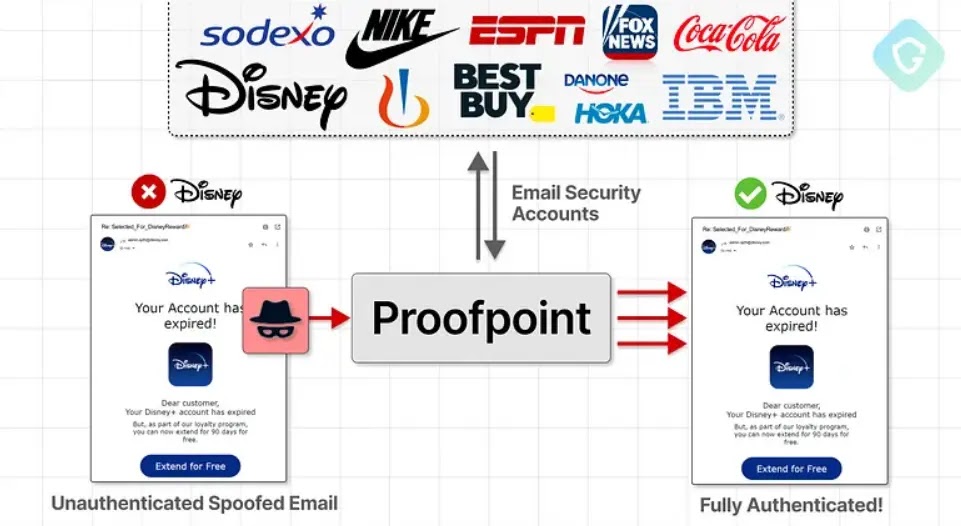 sodexo NIKE ESPN FOX NEWS Coca-Cola
Disney BEST BUY DANONE HOKA IBM
G
Disney
Email Security
Accounts
Disney
Re: Selected_For_DisneyReward
Disney+
Your Account has
expired!
Disney+
Dear customer,
Your Disney+ account has expired
But, as part of our loyalty program,
you can now extend for 90 days for
free.
Extend for Free
Unauthenticated Spoofed Email
Proofpoint
Re: Selected_For_DisneyReward
Disney+
Your Account has
expired!
Disney+
Dear customer,
Your Disney+ account has expired
But, as part of our loyalty program,
you can now extend for 90 days for
free.
Extend for Free
Fully Authenticated!